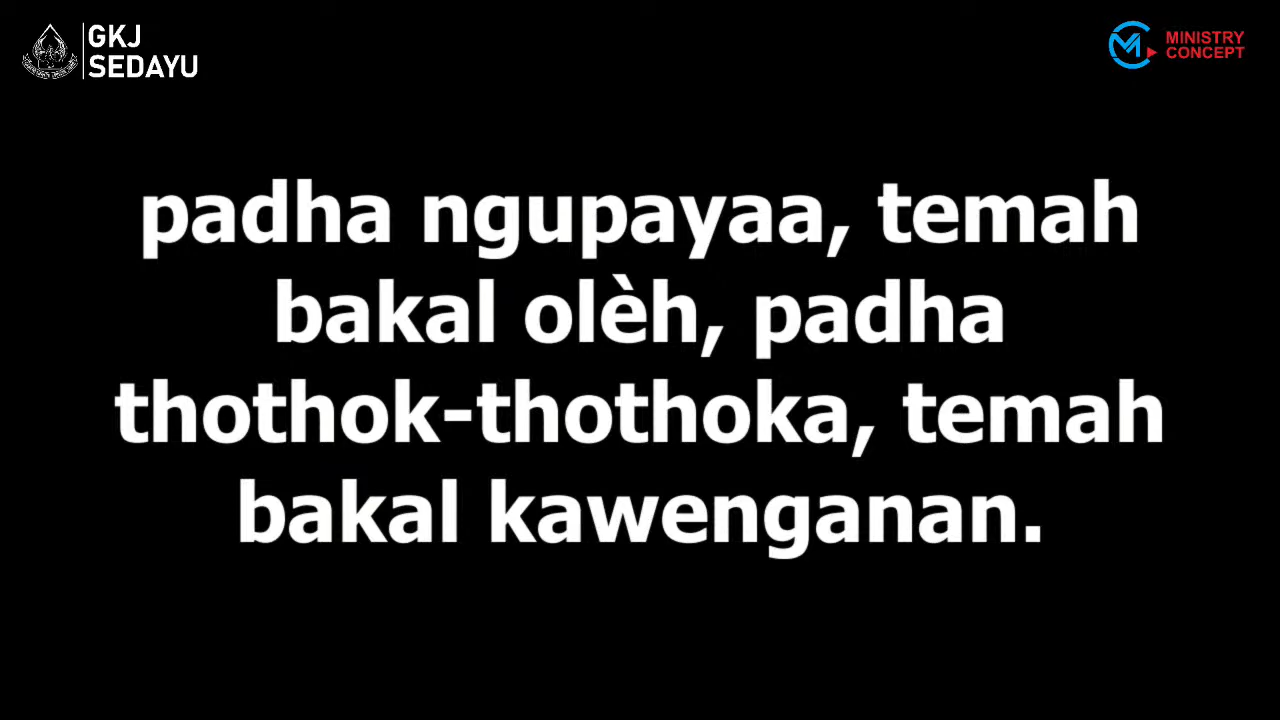 GKJ
SEDAYU
MINISTRY
CONCEPT
padha ngupayaa, temah
bakal olèh, padha
thothok-thothoka, temah
bakal kawenganan.